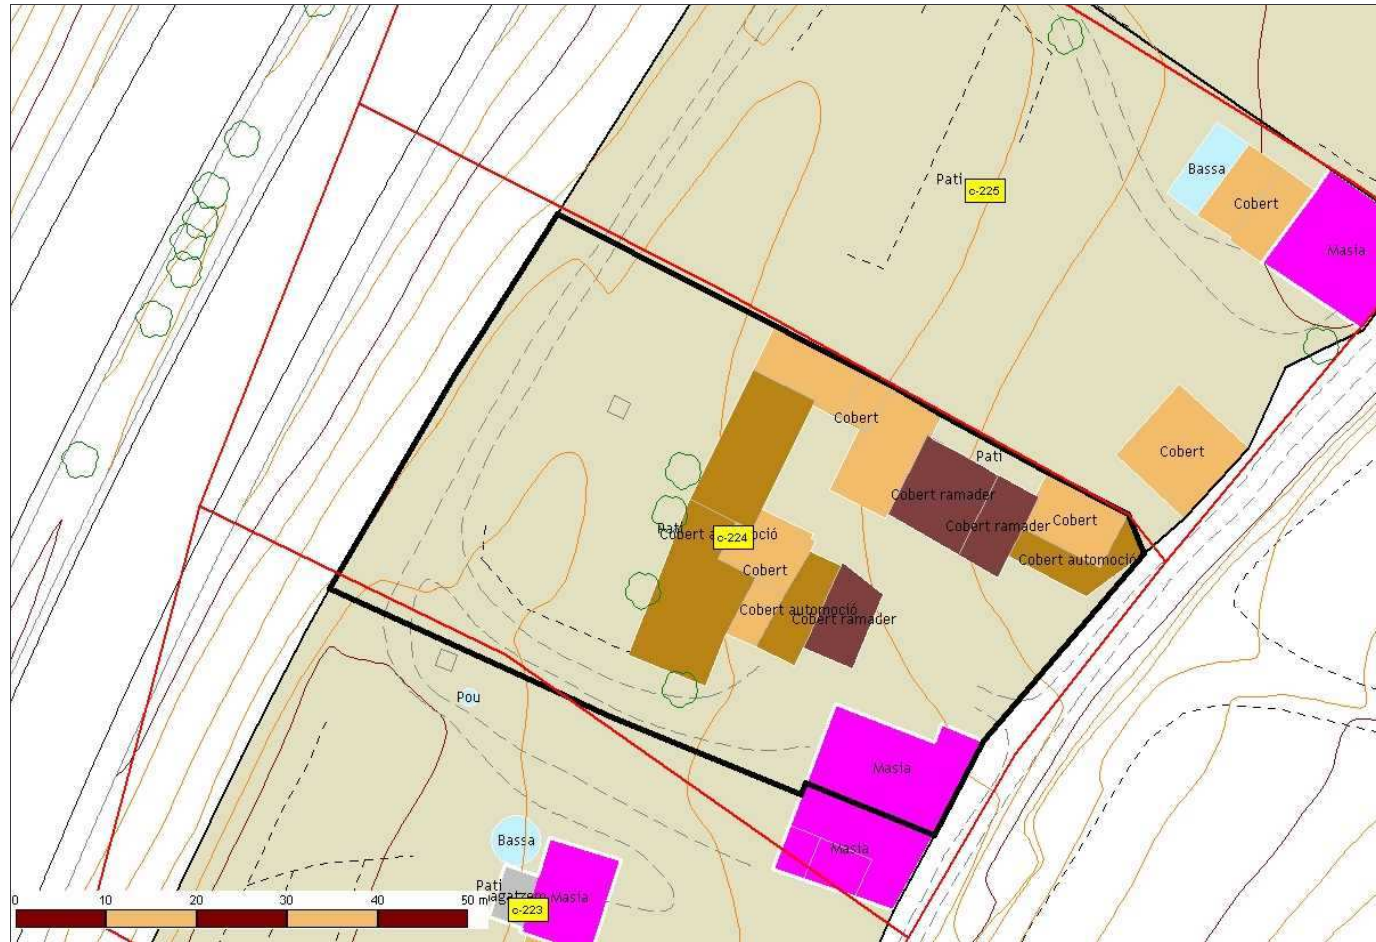 Bassa
Pati
c-225
Cobert
Masia
Cobert
Cobert
Pati
Cobert ramader
Cobert
Cobert ramader
Pati
Cobert automoció
c-224
Cobert automoció
Cobert
Cobert automoció
Cobert ramader
Pou
Masia
Bassa
Masia
Pati
Masia
c-223
0 10 20 30 40 50 m